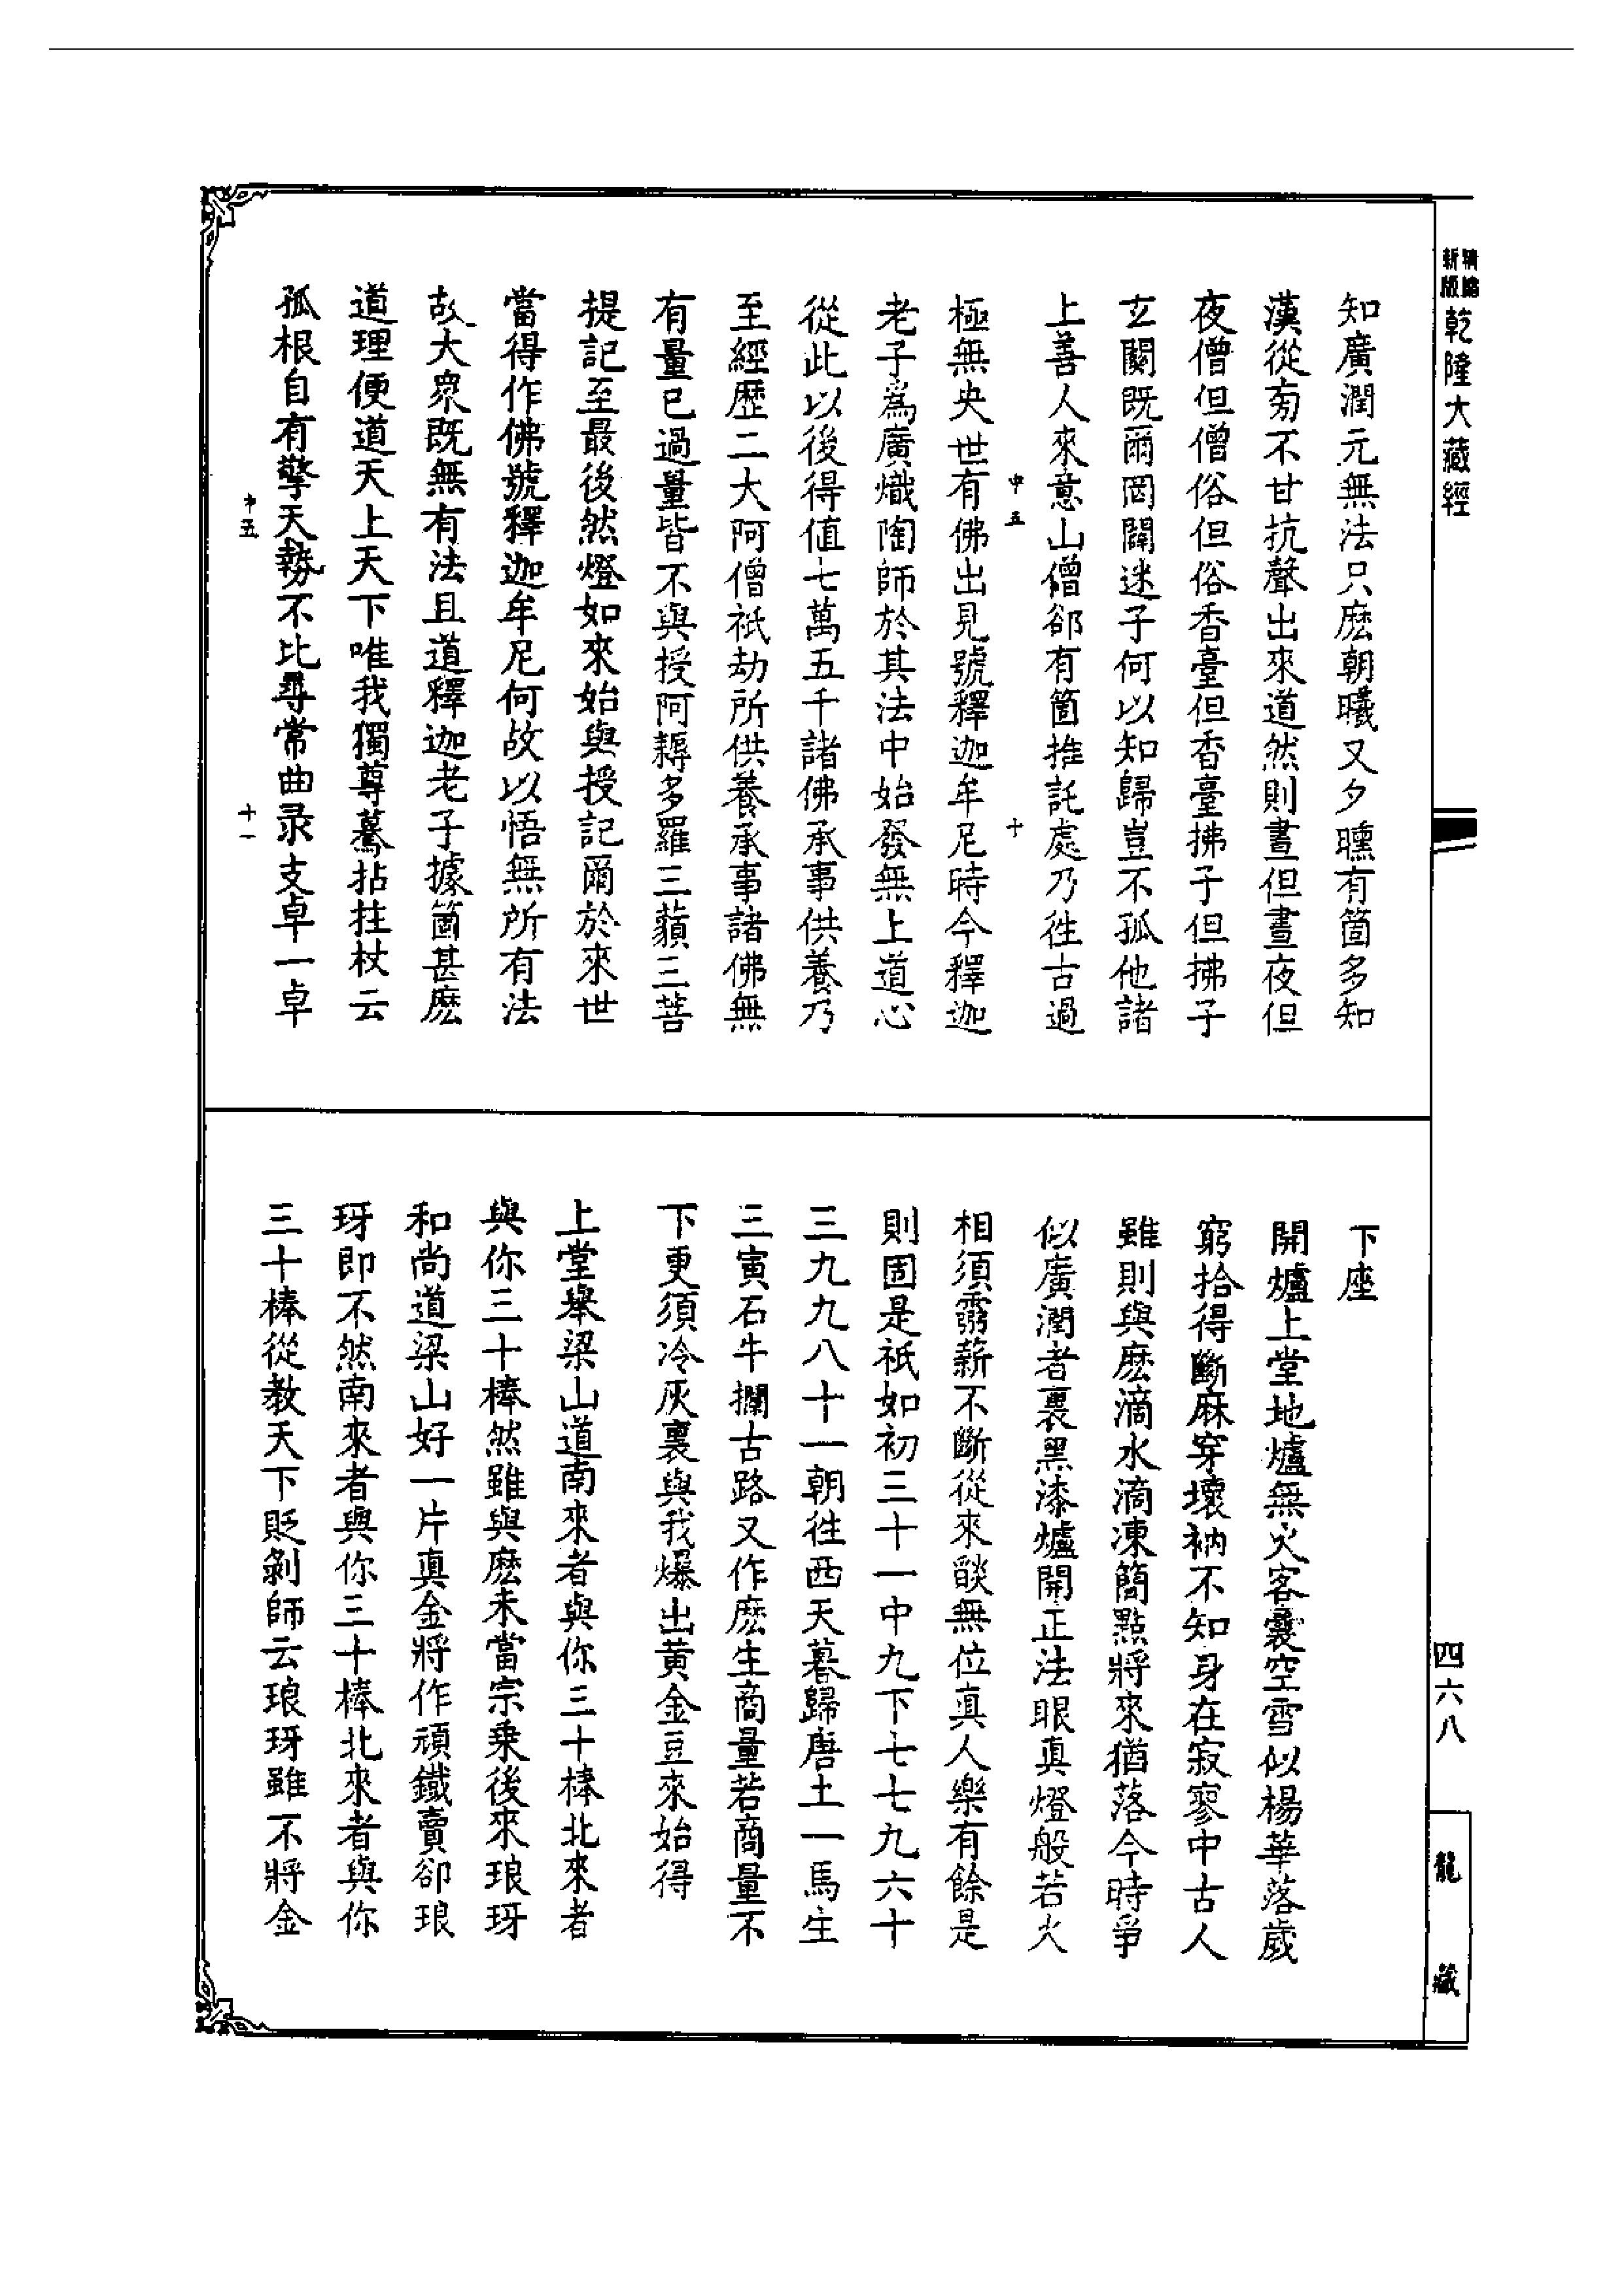 精縮新版乾隆大藏經
知廣潤元無法只麽朝曦又夕曛有箇多知
漢從旁不甘抗聲出來道然則晝但晝夜但
夜僧但僧俗但俗香臺但香臺拂子但拂子
玄關既爾罔闢迷子何以知歸豈不孤他諸
上善人來意山僧郤有箇推託處乃徃古過
中五 十
極無央世有佛出見號釋迦牟尼時今釋迦
老子爲廣熾陶師於其法中始發無上道心
從此以後得值七萬五千諸佛承事供養乃
至經歷二大阿僧祇劫所供養承事諸佛無
有量已過量皆不與授阿耨多羅三藐三菩
提記至最後然燈如來始與授記爾於來世
當得作佛號釋迦牟尼何故以悟無所有法
故大衆既無有法且道釋迦老子據箇甚麽
道理便道天上天下唯我獨尊驀拈拄杖云
孤根自有擎天勢不比尋常曲彔支卓一卓
中五 十一
下座
開爐上堂地爐無火客囊空雪似楊華落歲
窮拾得斷麻穿壞衲不知身在寂寥中古人
雖則與麽滴水滴凍簡點將來猶落今時爭
似廣潤者裏黑漆爐開正法眼真燈般若火
相須霧薪不斷從來燄無位真人樂有餘是
則固是祇如初三十一中九下七七九六十
三九九八十一朝徃西天暮歸唐土一馬生
三寅石牛攔古路又作麽生商量若商量不
下更須冷灰裏與我爆出黃金豆來始得
上堂舉梁山道南來者與你三十棒北來者
與你三十棒然雖與麽未當宗乘後來琅玡
和尚道梁山好一片真金將作頑鐵賣卻琅
玡即不然南來者與你三十棒北來者與你
三十棒從教天下貶剝師云琅玡雖不將金
四六八
龍藏